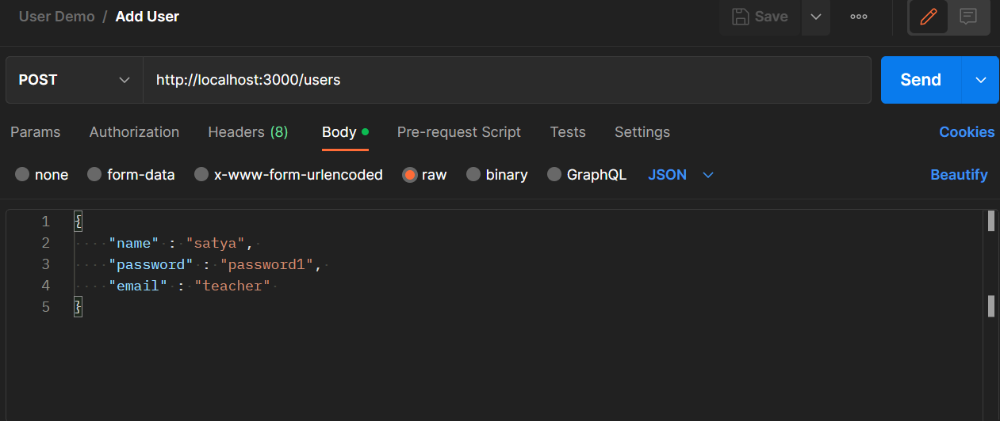 User Demo / Add User
Save
POST
http://localhost:3000/users
Send
Params Authorization Headers (8) Body Pre-request Script Tests Settings Cookies
none form-data x-www-form-urlencoded raw binary GraphQL JSON Beautify
1 {
2 "name" : "satya",
3 "password" : "password1",
4 "email" : "teacher"
5 }